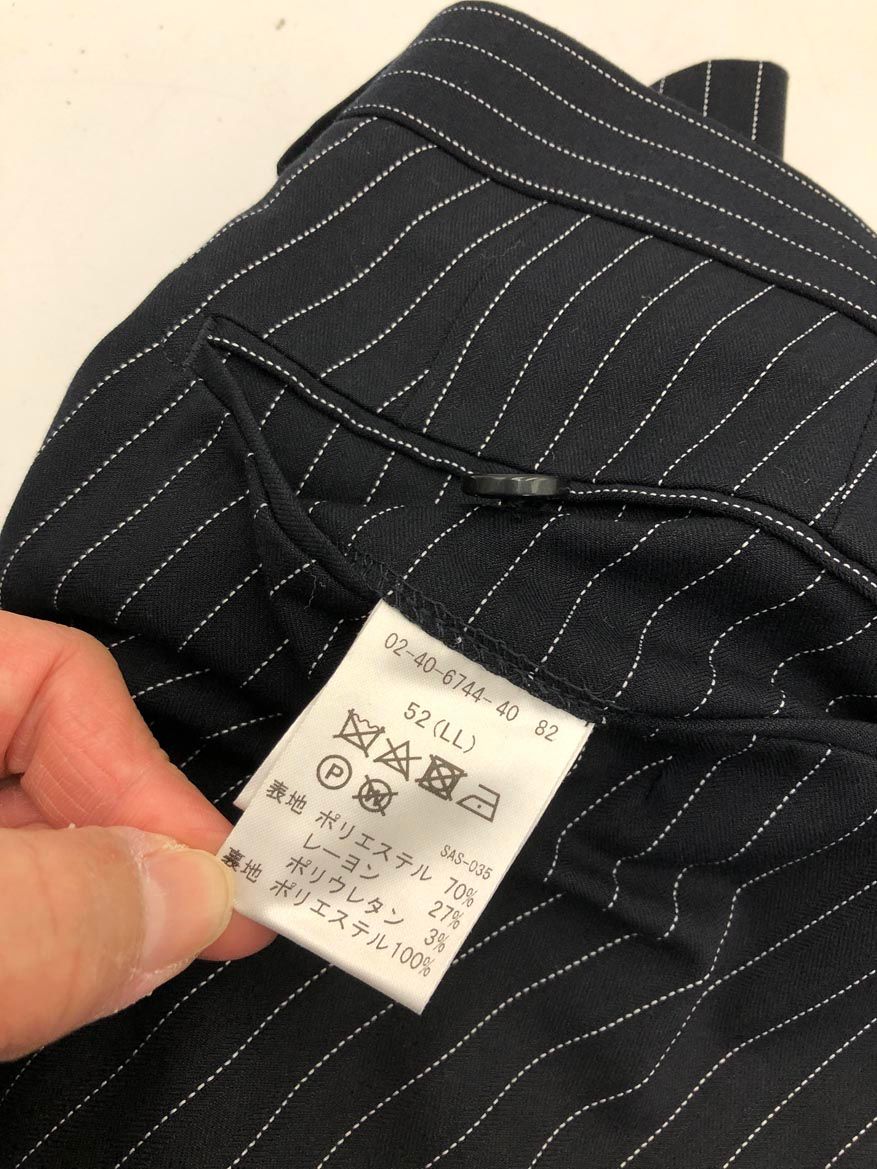 02-40-6744-40 82
52(LL)
P W
SAS-035
表地 ポリエステル 70%
レーヨン 27%
ポリウレタン 3%
裏地 ポリエステル100%